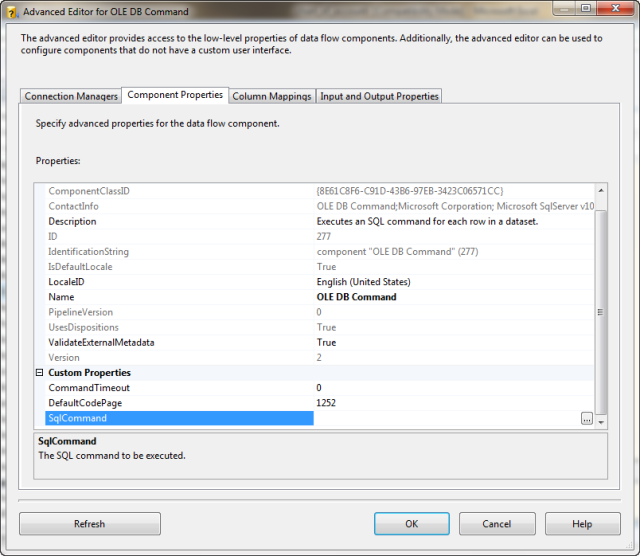 Advanced Editor for OLE DB Command
The advanced editor provides access to the low-level properties of data flow components. Additionally, the advanced editor can be used to
configure components that do not have a custom user interface.
Connection Managers Component Properties Column Mappings Input and Output Properties
Specify advanced properties for the data flow component.
Properties:
ComponentClassID {8E61C8F6-C91D-43B6-97EB-3423C06571CC}
ContactInfo OLE DB Command;Microsoft Corporation; Microsoft SqlServer v10
Description Executes an SQL command for each row in a dataset.
ID 277
IdentificationString component "OLE DB Command" (277)
IsDefaultLocale True
LocaleID English (United States)
Name OLE DB Command
PipelineVersion 0
UsesDispositions True
ValidateExternalMetadata True
Version 2
Custom Properties
CommandTimeout 0
DefaultCodePage 1252
SqlCommand ...
SqlCommand
The SQL command to be executed.
Refresh OK Cancel Help